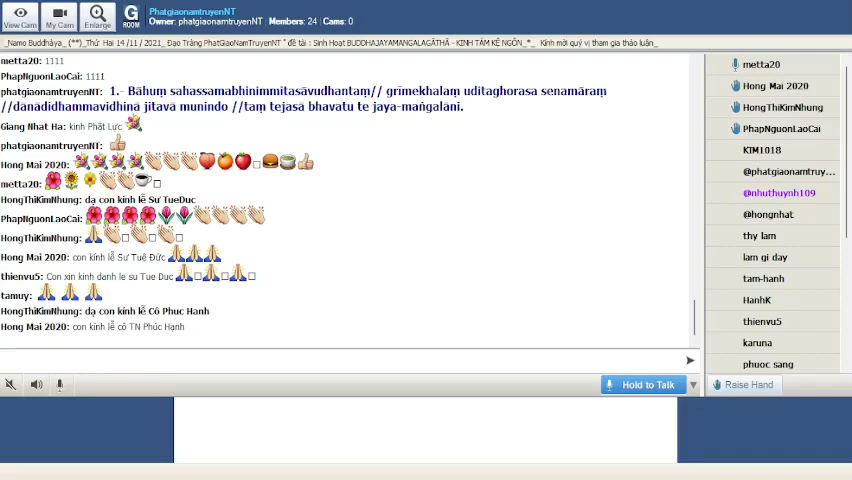 PhatgiaonamtruyenNT
Owner: phatgiaonamtruyenNT | Members: 24 | Cams: 0
View Cam
My Cam
Enlarge
G
ROOM
_Namo Buddhāya_ (**)_Thứ Hai 14 /11 / 2021_ Đạo Tràng PhatGiaoNamTruyenNT " đề tài : Sinh Hoạt BUDDHAJAYAMANGALAGĀTHĀ - KINH TÁM KỆ NGÔN_*_ Kính mời quý vị tham gia thảo luận_
metta20: 1111
PhapNguonLaoCai: 1111
phatgiaonamtruyenNT: 1.- Bāhuṃ sahassamabhinimmitasāvudhantaṃ// grīmekhalaṃ uditaghorasa senamāraṃ
//dānādidhammavidhinā jitavā munindo //taṃ tejasā bhavatu te jaya-maṅgalāni.
Giang Nhat Ha: kinh Phật Lực
phatgiaonamtruyenNT:
Hong Mai 2020:
metta20:
HongThiKimNhung: dạ con kính lễ Sư TueDuc
PhapNguonLaoCai:
HongThiKimNhung:
Hong Mai 2020: con kính lễ Sư Tuệ Đức
thienvu5: Con xin kinh danh le su Tue Duc
tamuy:
HongThiKimNhung: dạ con kính lễ Cô Phuc Hanh
Hong Mai 2020: con kính lễ cô TN Phúc Hạnh
metta20
Hong Mai 2020
HongThiKimNhung
PhapNguonLaoCai
KIM1018
@phatgiaonamtruy...
@nhuthuynh109
@hongnhat
thy lam
lam gi day
tam-hanh
HanhK
thienvu5
karuna
phuoc sang
Hold to Talk
Raise Hand